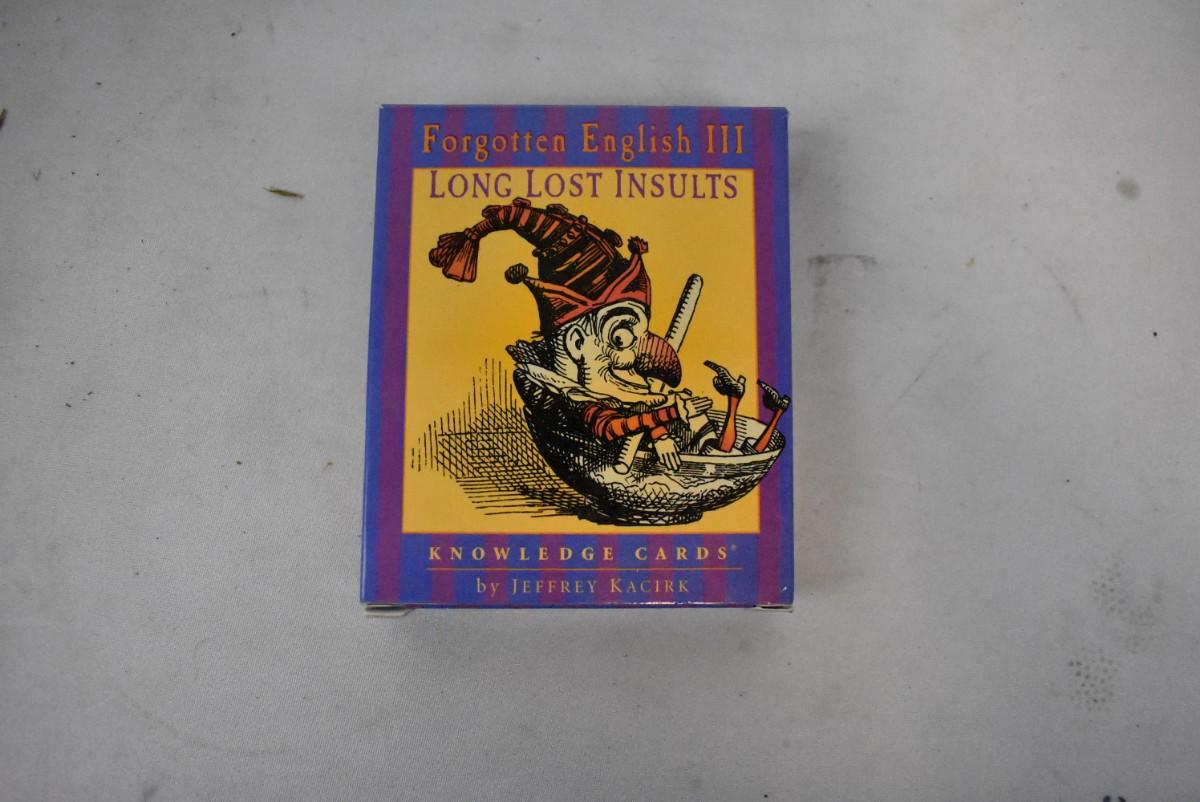 Forgotten English III
LONG LOST INSULTS
KNOWLEDGE CARDS®
by JEFFREY KACIRK